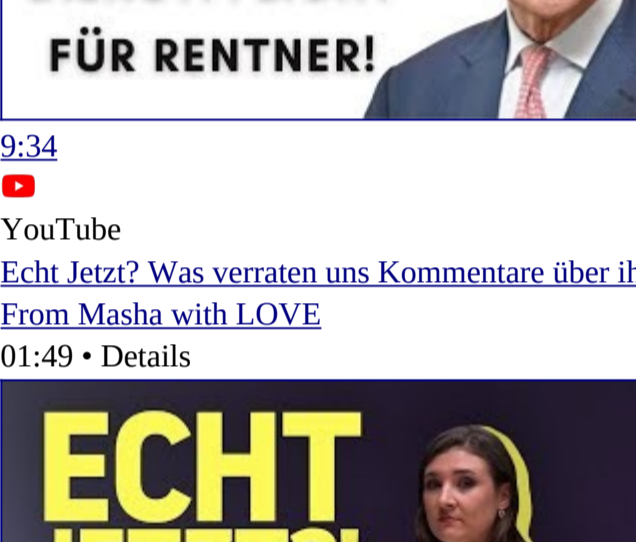 FÜR RENTNER!
9:34
YouTube
Echt Jetzt? Was verraten uns Kommentare über ih
From Masha with LOVE
01:49 • Details
ECHT